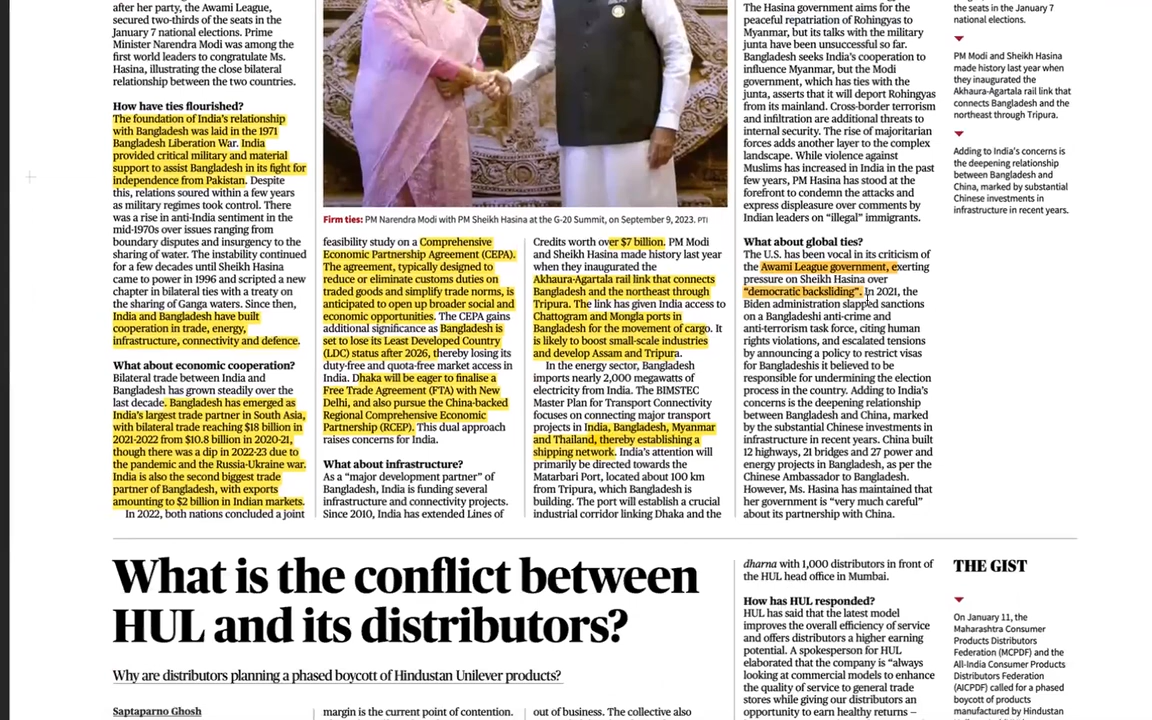 after her party, the Awami League,
secured two-thirds of the seats in the
January 7 national elections. Prime
Minister Narendra Modi was among the
first world leaders to congratulate Ms.
Hasina, illustrating the close bilateral
relationship between the two countries.
How have ties flourished?
The foundation of India's relationship
with Bangladesh was laid in the 1971
Bangladesh Liberation War. India
provided critical military and material
support to assist Bangladesh in its fight for
independence from Pakistan. Despite
this, relations soured within a few years
as military regimes took control. There
was a rise in anti-India sentiment in the
mid-1970s over issues ranging from
boundary disputes and insurgency to the
sharing of water. The instability continued
for a few decades until Sheikh Hasina
came to power in 1996 and scripted a new
chapter in bilateral ties with a treaty on
the sharing of Ganga waters. Since then,
India and Bangladesh have built
cooperation in trade, energy,
infrastructure, connectivity and defence.
What about economic cooperation?
Bilateral trade between India and
Bangladesh has grown steadily over the
last decade. Bangladesh has emerged as
India's largest trade partner in South Asia,
with bilateral trade reaching $18 billion in
2021-2022 from $10.8 billion in 2020-21,
though there was a dip in 2022-23 due to
the pandemic and the Russia-Ukraine war.
India is also the second biggest trade
partner of Bangladesh, with exports
amounting to $2 billion in Indian markets.
In 2022, both nations concluded a joint
Firm ties: PM Narendra Modi with PM Sheikh Hasina at the G-20 Summit, on September 9, 2023. PTI
feasibility study on a Comprehensive
Economic Partnership Agreement (CEPA).
The agreement, typically designed to
reduce or eliminate customs duties on
traded goods and simplify trade norms, is
anticipated to open up broader social and
economic opportunities. The CEPA gains
additional significance as Bangladesh is
set to lose its Least Developed Country
(LDC) status after 2026, thereby losing its
duty-free and quota-free market access in
India. Dhaka will be eager to finalise a
Free Trade Agreement (FTA) with New
Delhi, and also pursue the China-backed
Regional Comprehensive Economic
Partnership (RCEP). This dual approach
raises concerns for India.
What about infrastructure?
As a “major development partner” of
Bangladesh, India is funding several
infrastructure and connectivity projects.
Since 2010, India has extended Lines of
Credits worth over $7 billion. PM Modi
and Sheikh Hasina made history last year
when they inaugurated the
Akhaura-Agartala rail link that connects
Bangladesh and the northeast through
Tripura. The link has given India access to
Chattogram and Mongla ports in
Bangladesh for the movement of cargo. It
is likely to boost small-scale industries
and develop Assam and Tripura.
In the energy sector, Bangladesh
imports nearly 2,000 megawatts of
electricity from India. The BIMSTEC
Master Plan for Transport Connectivity
focuses on connecting major transport
projects in India, Bangladesh, Myanmar
and Thailand, thereby establishing a
shipping network. India's attention will
primarily be directed towards the
Matarbari Port, located about 100 km
from Tripura, which Bangladesh is
building. The port will establish a crucial
industrial corridor linking Dhaka and the
The Hasina government aims for the
peaceful repatriation of Rohingyas to
Myanmar, but its talks with the military
junta have been unsuccessful so far.
Bangladesh seeks India's cooperation to
influence Myanmar, but the Modi
government, which has ties with the
junta, asserts that it will deport Rohingyas
from its mainland. Cross-border terrorism
and infiltration are additional threats to
internal security. The rise of majoritarian
forces adds another layer to the complex
landscape. While violence against
Muslims has increased in India in the past
few years, PM Hasina has stood at the
forefront to condemn the attacks and
express displeasure over comments by
Indian leaders on “illegal” immigrants.
What about global ties?
The U.S. has been vocal in its criticism of
the Awami League government, exerting
pressure on Sheikh Hasina over
“democratic backsliding”. In 2021, the
Biden administration slapped sanctions
on a Bangladeshi anti-crime and
anti-terrorism task force, citing human
rights violations, and escalated tensions
by announcing a policy to restrict visas
for Bangladeshis it believed to be
responsible for undermining the election
process in the country. Adding to India's
concerns is the deepening relationship
between Bangladesh and China, marked
by the substantial Chinese investments in
infrastructure in recent years. China built
12 highways, 21 bridges and 27 power and
energy projects in Bangladesh, as per the
Chinese Ambassador to Bangladesh.
However, Ms. Hasina has maintained that
her government is “very much careful”
about its partnership with China.
the seats in the January 7
national elections.
PM Modi and Sheikh Hasina
made history last year when
they inaugurated the
Akhaura-Agartala rail link that
connects Bangladesh and the
northeast through Tripura.
Adding to India's concerns is
the deepening relationship
between Bangladesh and
China, marked by substantial
Chinese investments in
infrastructure in recent years.
What is the conflict between
HUL and its distributors?
Why are distributors planning a phased boycott of Hindustan Unilever products?
Saptaparno Ghosh
margin is the current point of contention.
out of business. The collective also
dharna with 1,000 distributors in front of
the HUL head office in Mumbai.
How has HUL responded?
HUL has said that the latest model
improves the overall efficiency of service
and offers distributors a higher earning
potential. A spokesperson for HUL
elaborated that the company is “always
looking at commercial models to enhance
the quality of service to general trade
stores while giving our distributors an
opportunity to earn healthy returns –
THE GIST
On January 11, the
Maharashtra Consumer
Products Distributors
Federation (MCPDF) and the
All-India Consumer Products
Distributors Federation
(AICPDF) called for a phased
boycott of products
manufactured by Hindustan